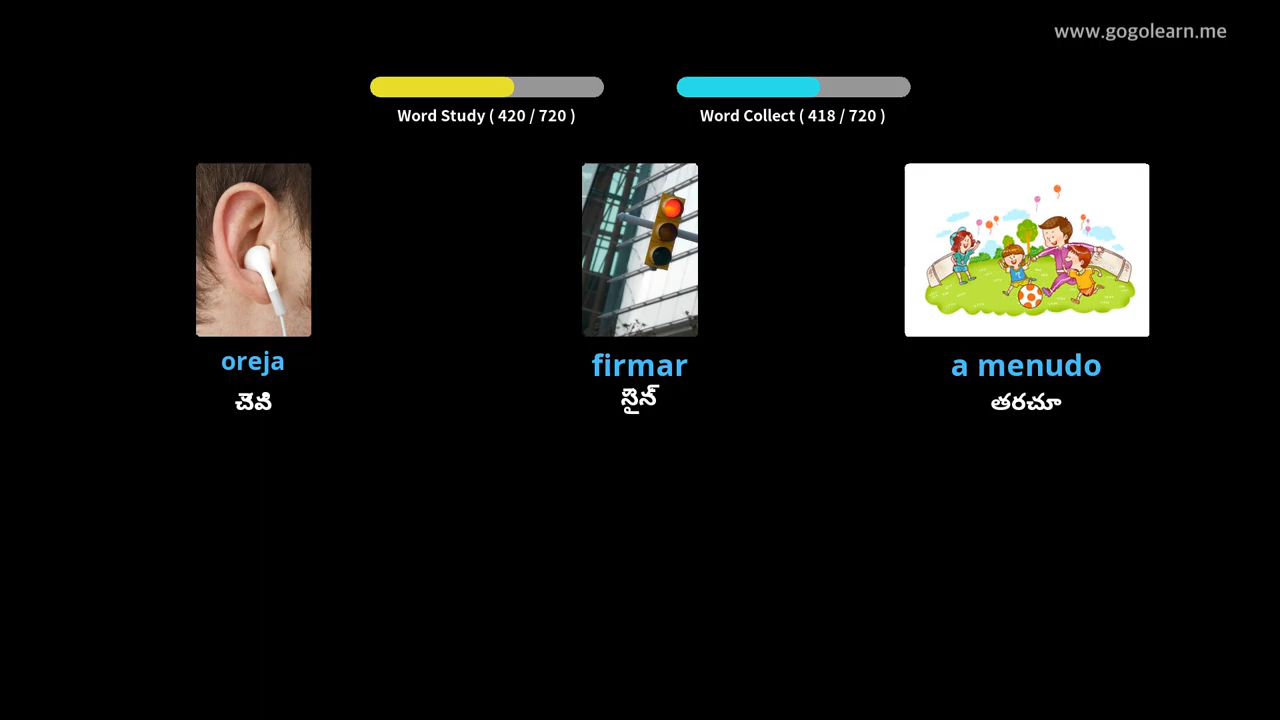 www.gogolearn.me
Word Study ( 420 / 720 )
Word Collect ( 418 / 720 )
oreja
చెవి
firmar
సైన్
a menudo
తరచూ